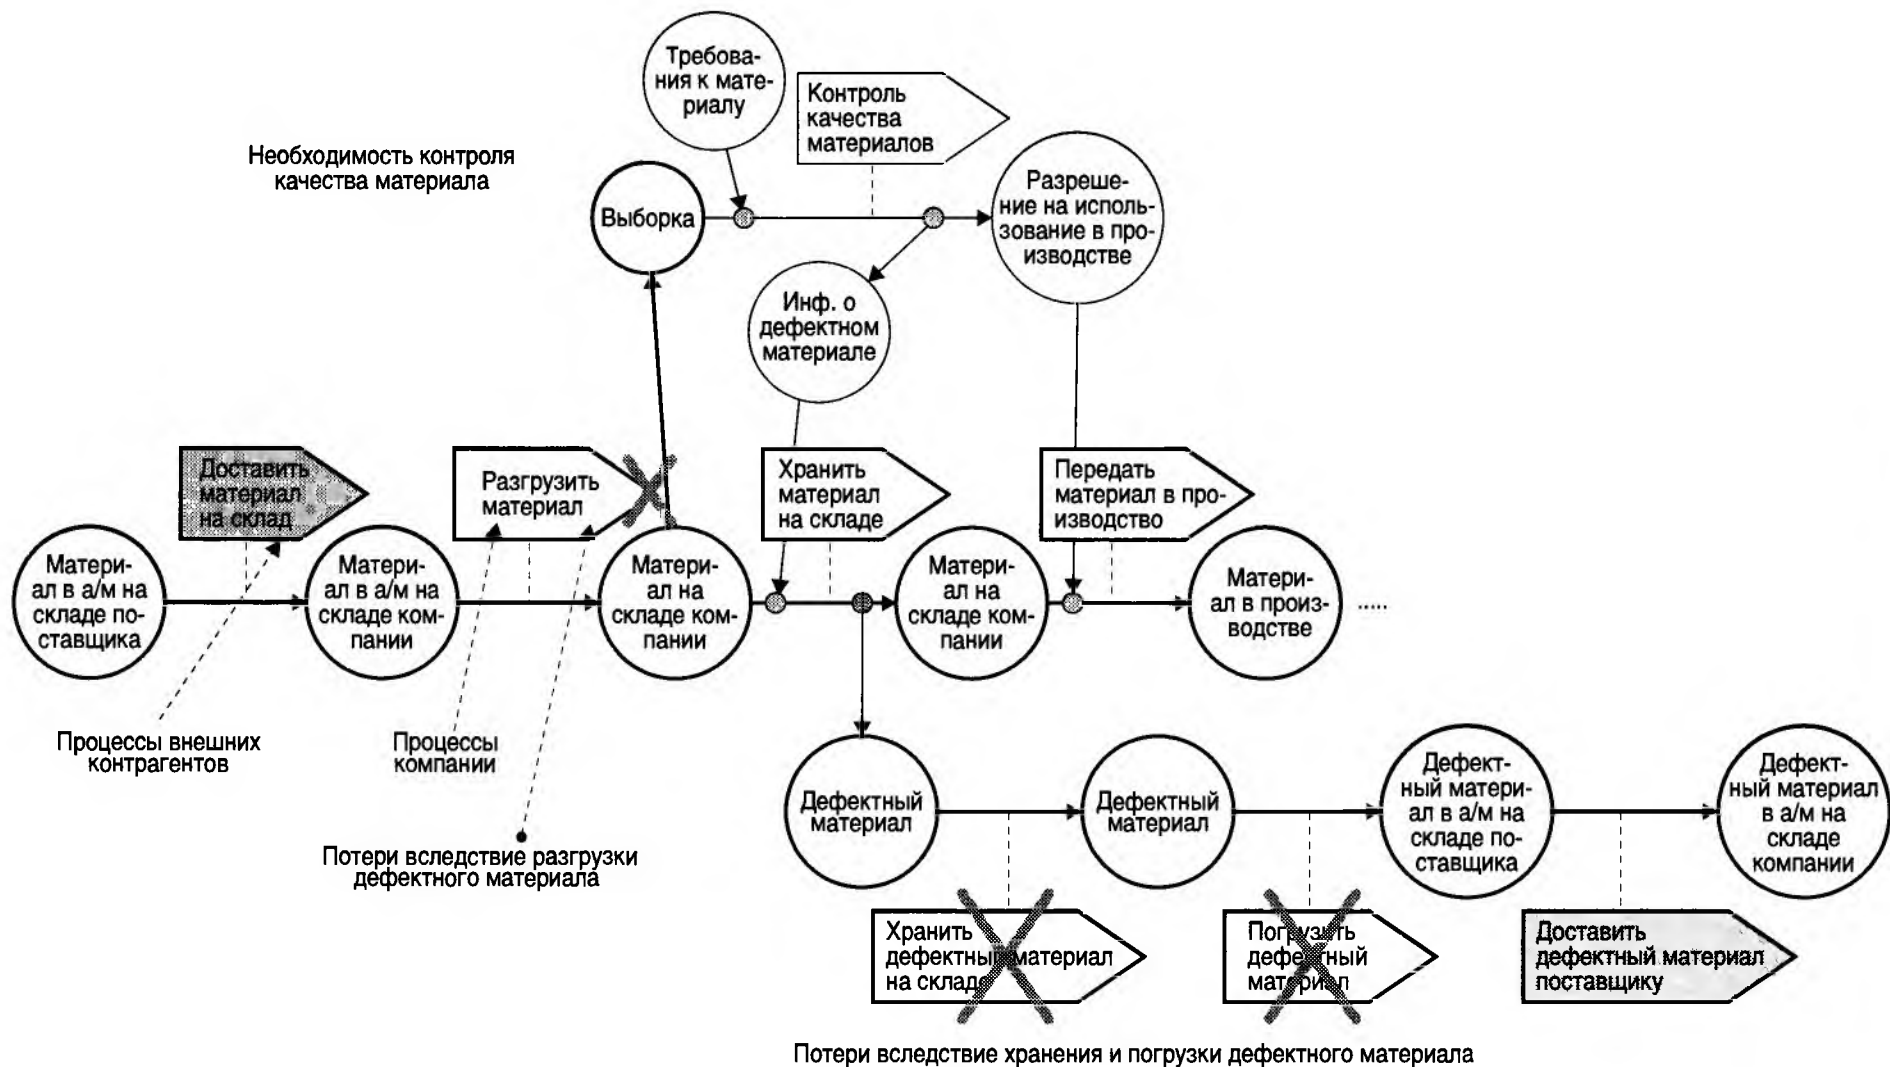 Требова-
ния к мате-
риалу
Контроль
качества
материалов
Необходимость контроля
качества материала
Выборка
Разреше-
ние на исполь-
зование в про-
изводстве
Инф. о
дефектном
материале
Доставить
материал
на склад
Разгрузить
материал
Хранить
материал
на складе
Передать
материал в про-
изводство
Матери-
ал в а/м на
складе по-
ставщика
Матери-
ал в а/м на
складе ком-
пании
Матери-
ал на
складе ком-
пании
Матери-
ал на
складе ком-
пании
Матери-
ал в произ-
водстве
.....
Процессы внешних
контрагентов
Процессы
компании
Потери вследствие разгрузки
дефектного материала
Дефектный
материал
Дефектный
материал
Дефект-
ный матери-
ал в а/м на
складе по-
ставщика
Дефект-
ный материал
в а/м на
складе
компании
Хранить
дефектный материал
на складе
Погрузить
дефектный
материал
Доставить
дефектный материал
поставщику
Потери вследствие хранения и погрузки дефектного материала